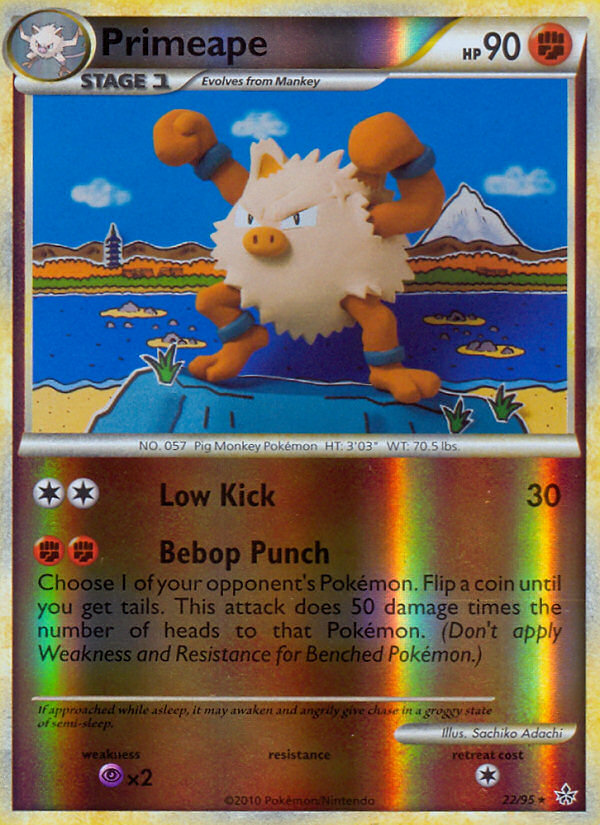 Primeape HP 90
STAGE 1 Evolves from Mankey
NO. 057 Pig Monkey Pokémon HT: 3'03" WT: 70.5 lbs.
Low Kick 30
Bebop Punch
Choose 1 of your opponent's Pokémon. Flip a coin until
you get tails. This attack does 50 damage times the
number of heads to that Pokémon. (Don't apply
Weakness and Resistance for Benched Pokémon.)
If approached while asleep, it may awaken and angrily give chase in a groggy state
of semi-sleep.
Illus. Sachiko Adachi
weakness resistance retreat cost
×2
©2010 Pokémon/Nintendo 22/95 ★